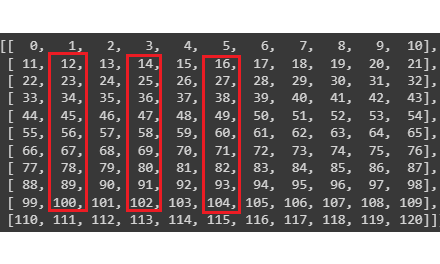 [[  0,   1,   2,   3,   4,   5,   6,   7,   8,   9,  10],
 [ 11,  12,  13,  14,  15,  16,  17,  18,  19,  20,  21],
 [ 22,  23,  24,  25,  26,  27,  28,  29,  30,  31,  32],
 [ 33,  34,  35,  36,  37,  38,  39,  40,  41,  42,  43],
 [ 44,  45,  46,  47,  48,  49,  50,  51,  52,  53,  54],
 [ 55,  56,  57,  58,  59,  60,  61,  62,  63,  64,  65],
 [ 66,  67,  68,  69,  70,  71,  72,  73,  74,  75,  76],
 [ 77,  78,  79,  80,  81,  82,  83,  84,  85,  86,  87],
 [ 88,  89,  90,  91,  92,  93,  94,  95,  96,  97,  98],
 [ 99, 100, 101, 102, 103, 104, 105, 106, 107, 108, 109],
 [110, 111, 112, 113, 114, 115, 116, 117, 118, 119, 120]]